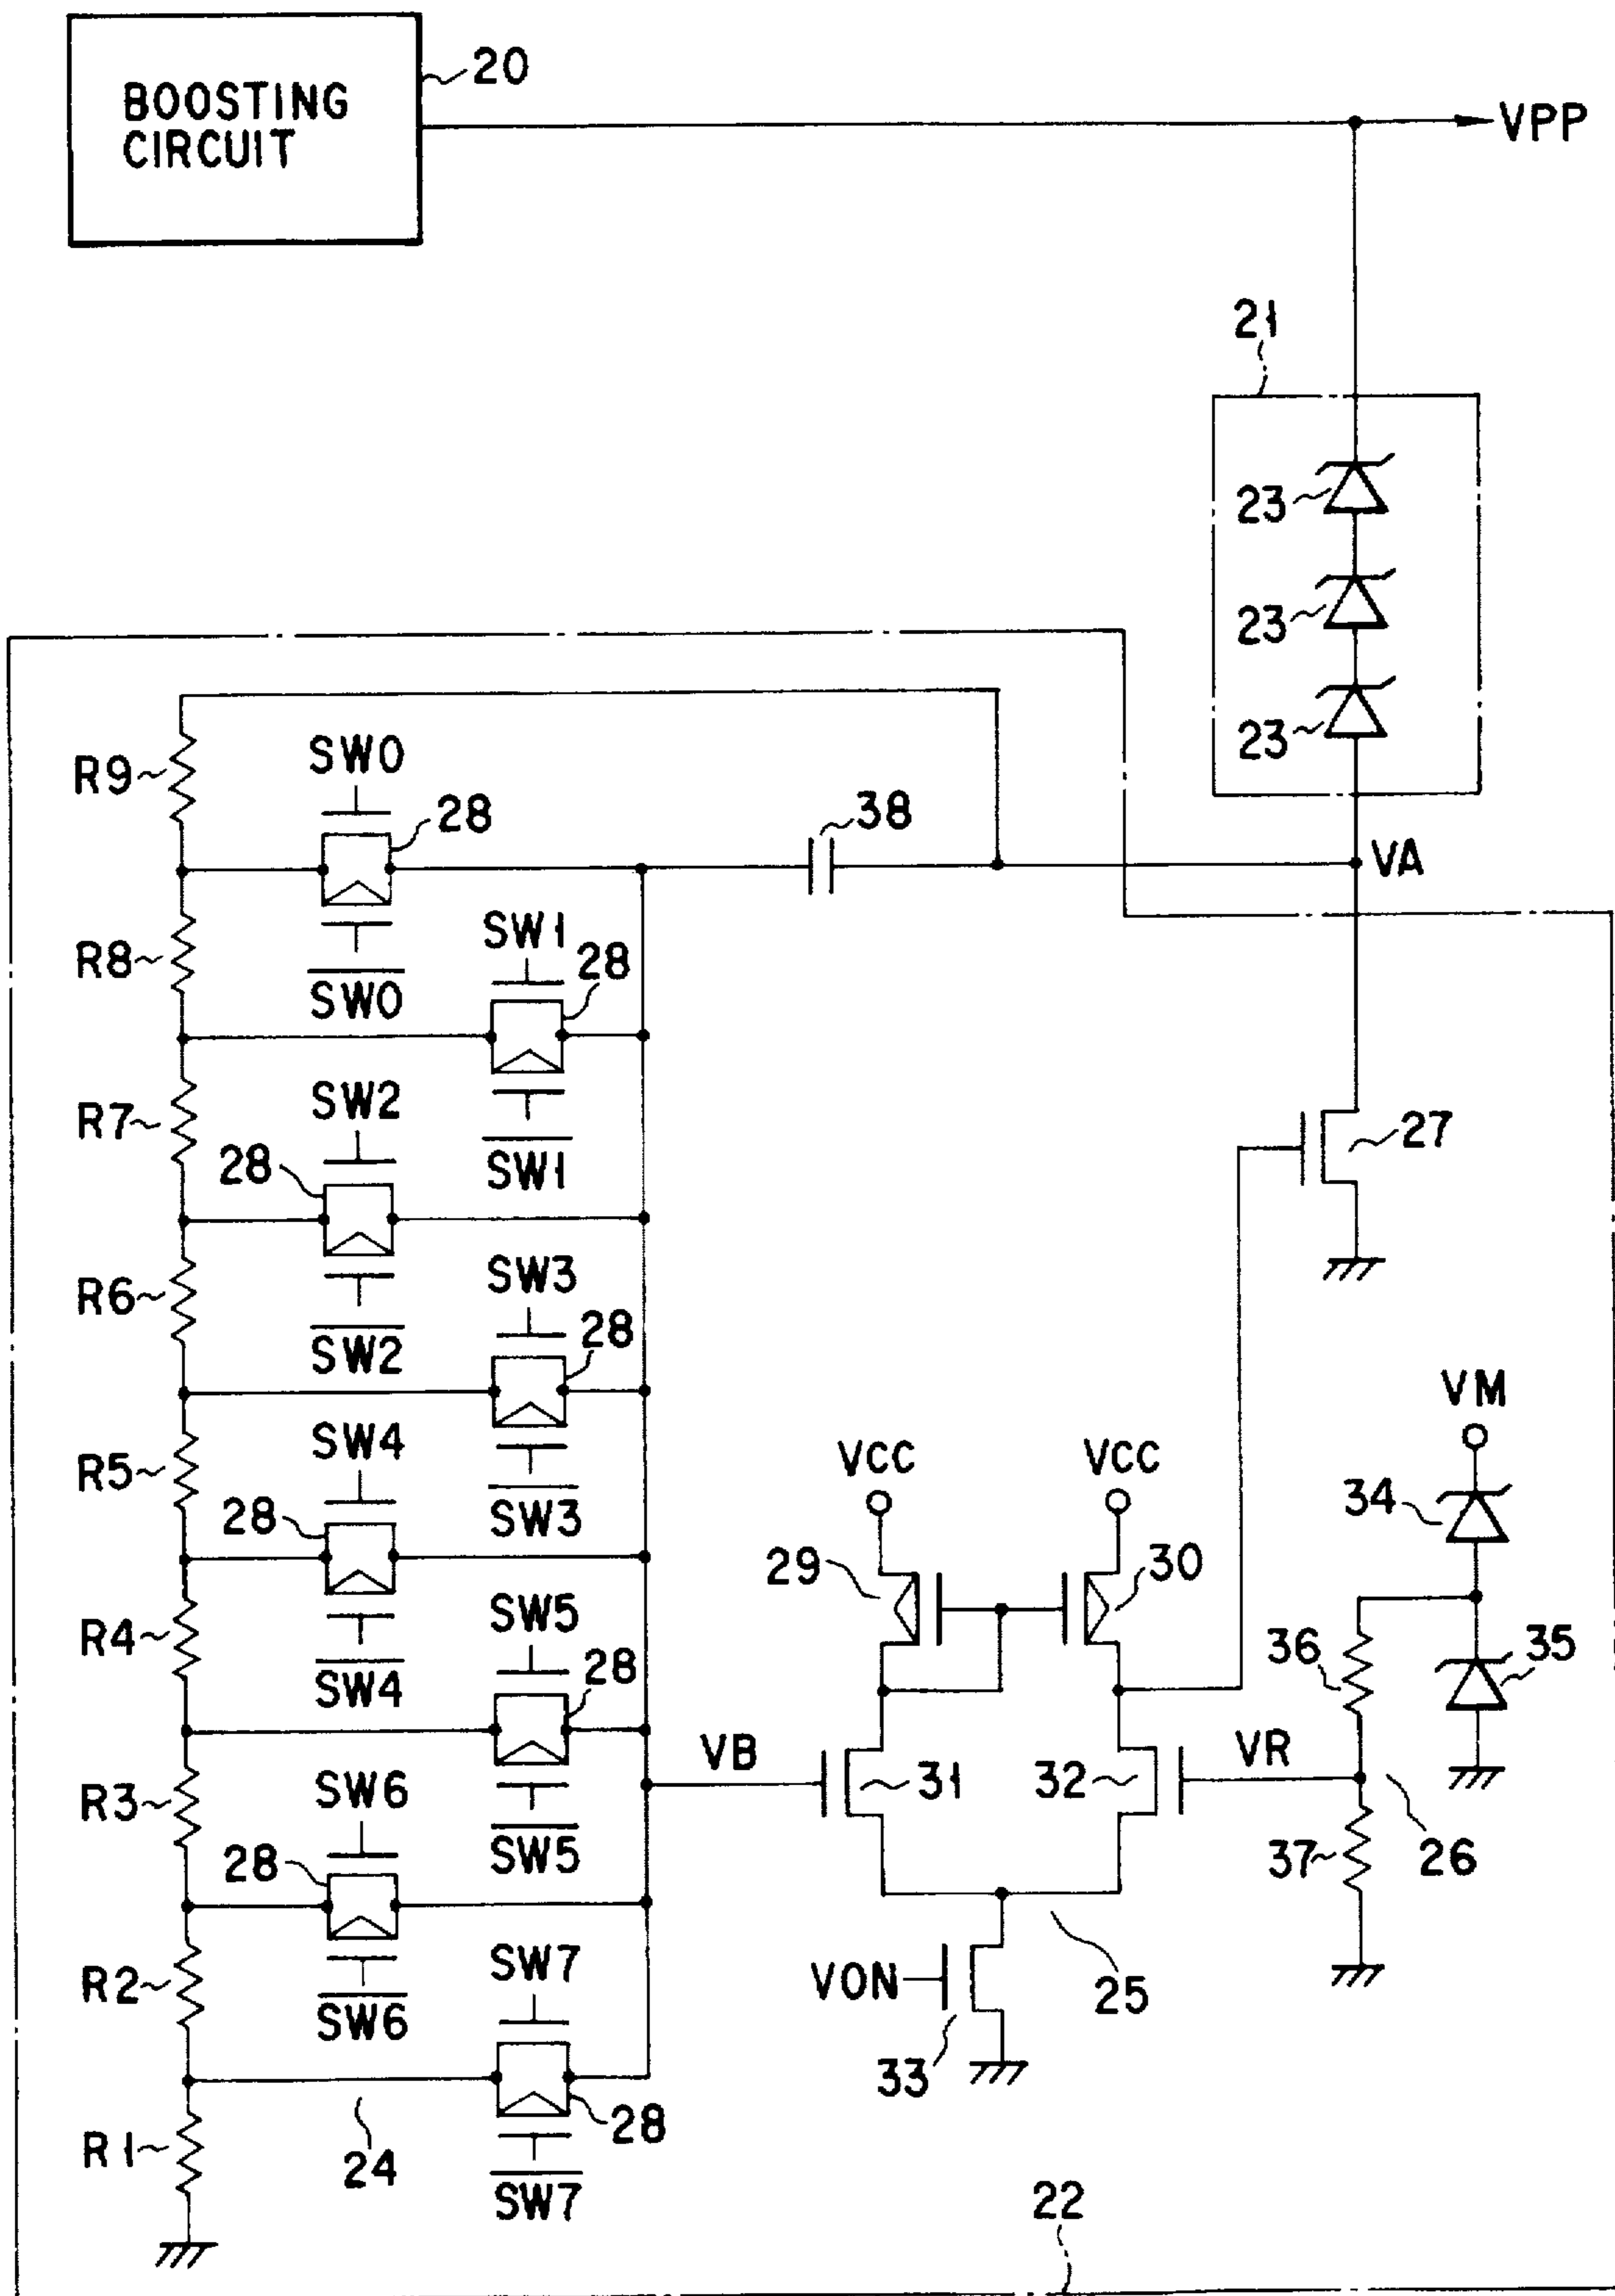 BOOSTING
CIRCUIT
20
VPP
21
23
23
23
R9
SW0
28
38
VA
SW0
R8
SW1
28
SW1
R7
SW2
28
27
SW2
R6
SW3
28
SW3
R5
SW4
28
VCC
VCC
VM
34
29
30
SW4
R4
SW5
28
36
35
VB
31
32
VR
SW5
R3
SW6
28
37
26
SW6
R2
SW7
28
VON
33
25
SW7
R1
24
22